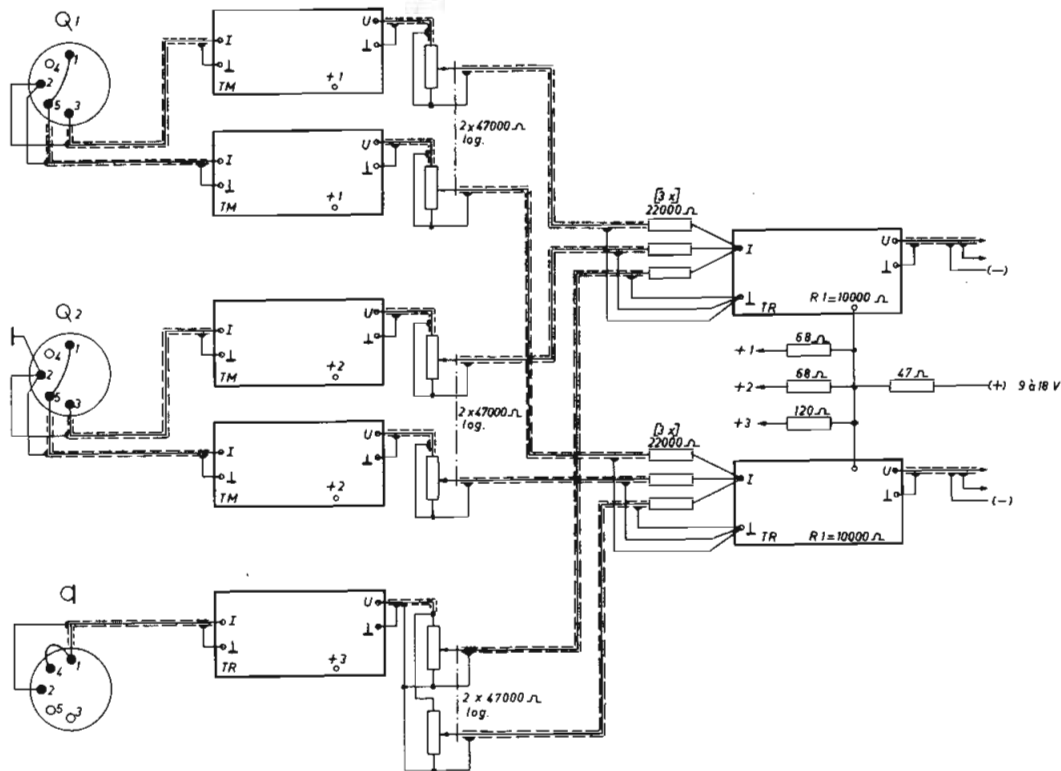 Q1
1
4
2
5
3
I
⊥
TM
+1
U
⊥
2 x 47000 Ω
log.
I
⊥
TM
+1
U
⊥
[3 x]
22000 Ω
I
⊥
TR
U
⊥
R1=10000 Ω
(—)
Q2
1
4
2
5
3
I
⊥
TM
+2
U
⊥
2 x 47000 Ω
log.
I
⊥
TM
+2
U
⊥
+1
68 Ω
+2
68 Ω
+3
120 Ω
47 Ω
(+) 9 à 18 V
[3 x]
22000 Ω
I
⊥
TR
U
⊥
R1=10000 Ω
(—)
1
4
2
5
3
I
⊥
TR
+3
U
⊥
2 x 47000 Ω
log.